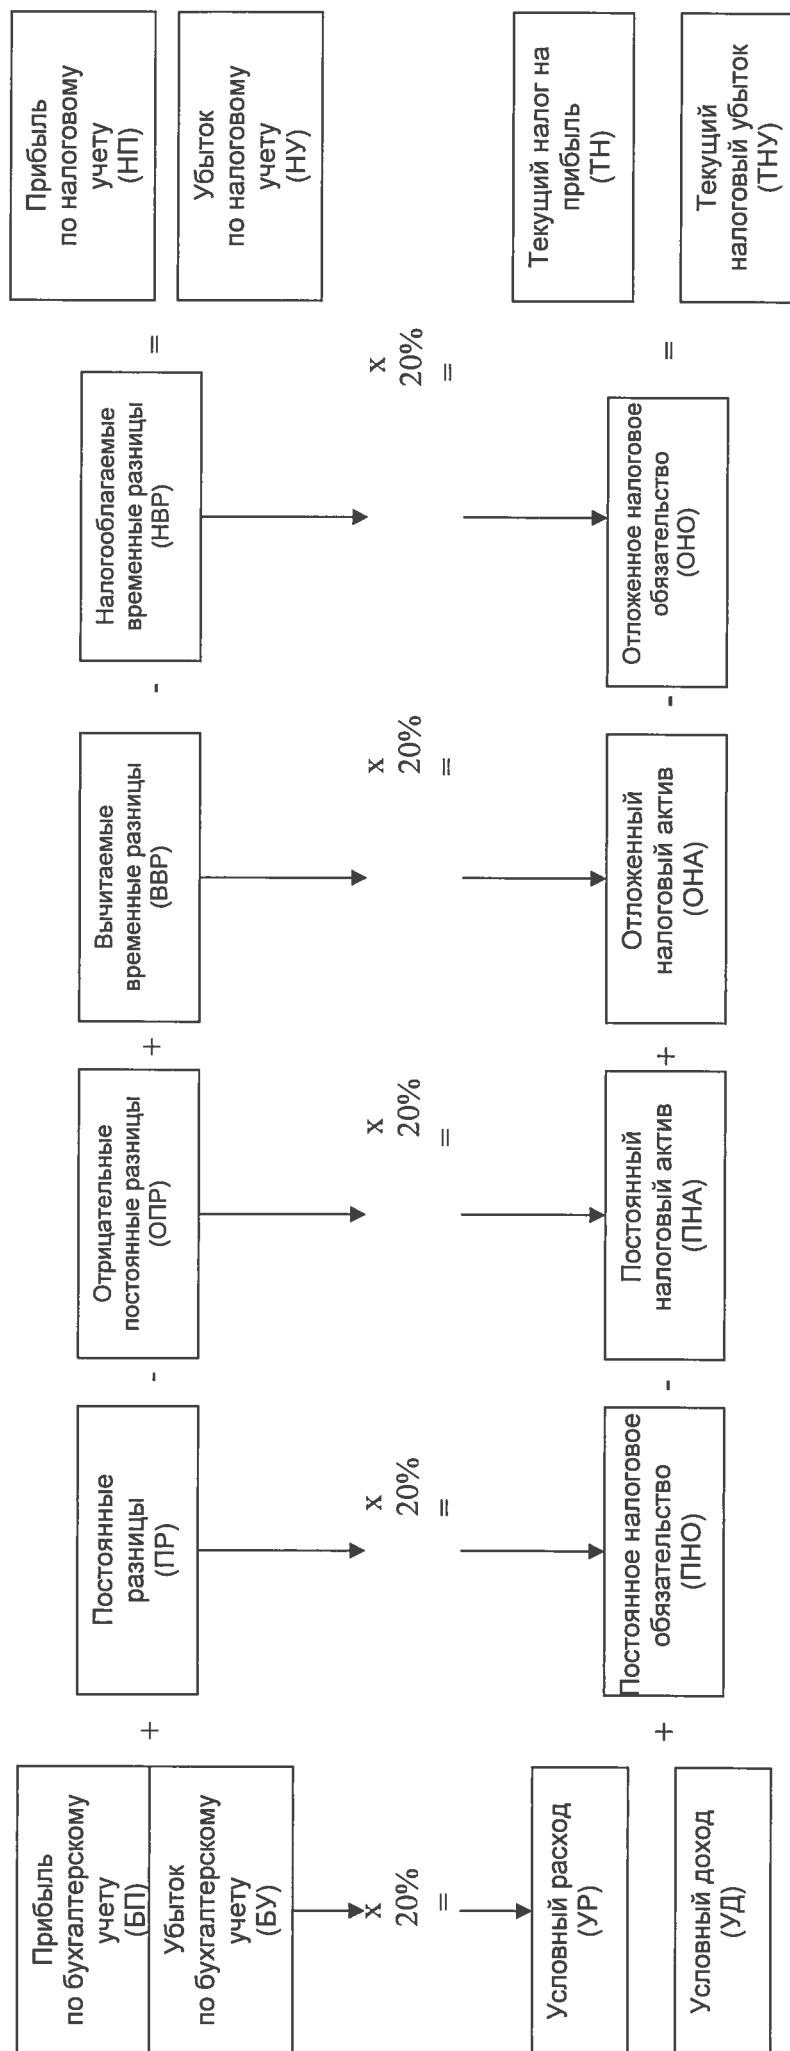 Прибыль
по бухгалтерскому
учету
(БП)
Убыток
по бухгалтерскому
учету
(БУ)
+
Постоянные
разницы
(ПР)
-
Отрицательные
постоянные разницы
(ОПР)
+
Вычитаемые
временные разницы
(ВВР)
-
Налогооблагаемые
временные разницы
(НВР)
=
Прибыль
по налоговому
учету
(НП)
Убыток
по налоговому
учету
(НУ)
x
20%
=
x
20%
=
x
20%
=
x
20%
=
x
20%
=
Условный расход
(УР)
Условный доход
(УД)
+
Постоянное налоговое
обязательство
(ПНО)
-
Постоянный
налоговый актив
(ПНА)
+
Отложенный
налоговый актив
(ОНА)
-
Отложенное налоговое
обязательство
(ОНО)
=
Текущий налог на
прибыль
(ТН)
Текущий
налоговый убыток
(ТНУ)